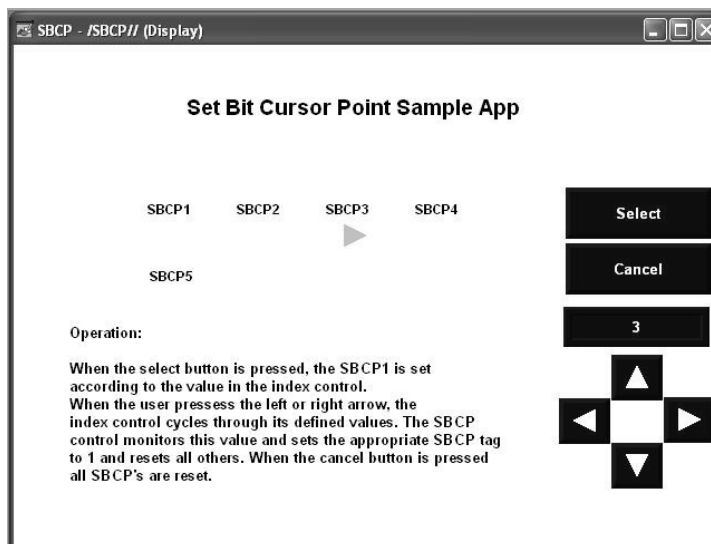 SBCP - /SBCP// (Display)
Set Bit Cursor Point Sample App
SBCP1 SBCP2 SBCP3 SBCP4
Select
Cancel
SBCP5
3
Operation:
When the select button is pressed, the SBCP1 is set
according to the value in the index control.
When the user pressess the left or right arrow, the
index control cycles through its defined values. The SBCP
control monitors this value and sets the appropriate SBCP tag
to 1 and resets all others. When the cancel button is pressed
all SBCP's are reset.